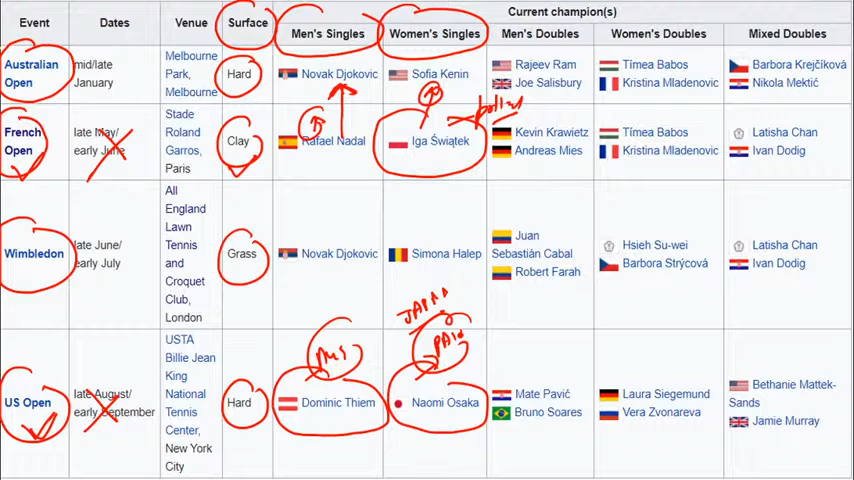 Event Dates Venue Surface Current champion(s)
Men's Singles Women's Singles Men's Doubles Women's Doubles Mixed Doubles
Australian
Open
mid/late
January
Melbourne
Park,
Melbourne
Hard
Novak Djokovic
Sofia Kenin
Rajeev Ram
Joe Salisbury
Tímea Babos
Kristina Mladenovic
Barbora Krejčíková
Nikola Mektić
French
Open
late May/
early June
Stade
Roland
Garros,
Paris
Clay
Rafael Nadal
Iga Świątek
Kevin Krawietz
Andreas Mies
Tímea Babos
Kristina Mladenovic
Latisha Chan
Ivan Dodig
Wimbledon
late June/
early July
All
England
Lawn
Tennis
and
Croquet
Club,
London
Grass
Novak Djokovic
Simona Halep
Juan
Sebastián Cabal
Robert Farah
Hsieh Su-wei
Barbora Strýcová
Latisha Chan
Ivan Dodig
JAPAN
US Open
late August/
early September
USTA
Billie Jean
King
National
Tennis
Center,
New York
City
Hard
Dominic Thiem
Naomi Osaka
Mate Pavić
Bruno Soares
Laura Siegemund
Vera Zvonareva
Bethanie Mattek-
Sands
Jamie Murray